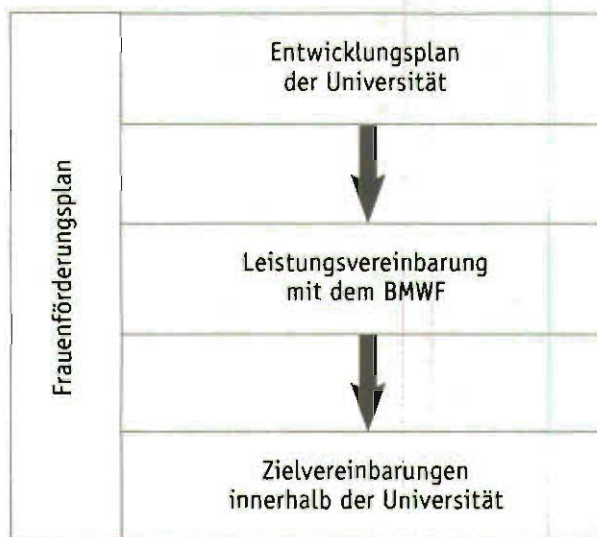 Frauenförderungsplan
Entwicklungsplan
der Universität
Leistungsvereinbarung
mit dem BMWF
Zielvereinbarungen
innerhalb der Universität